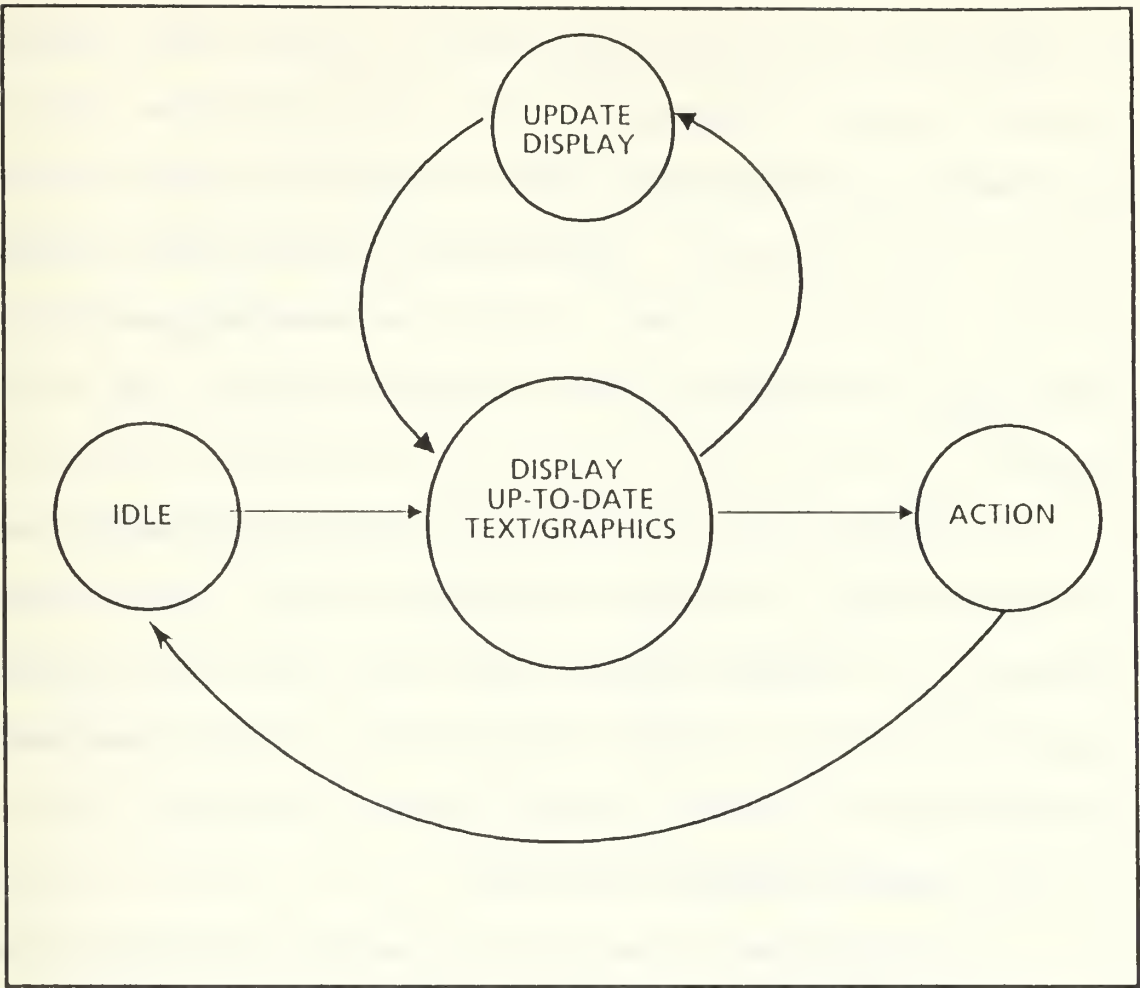 UPDATE
DISPLAY
IDLE
DISPLAY
UP-TO-DATE
TEXT/GRAPHICS
ACTION